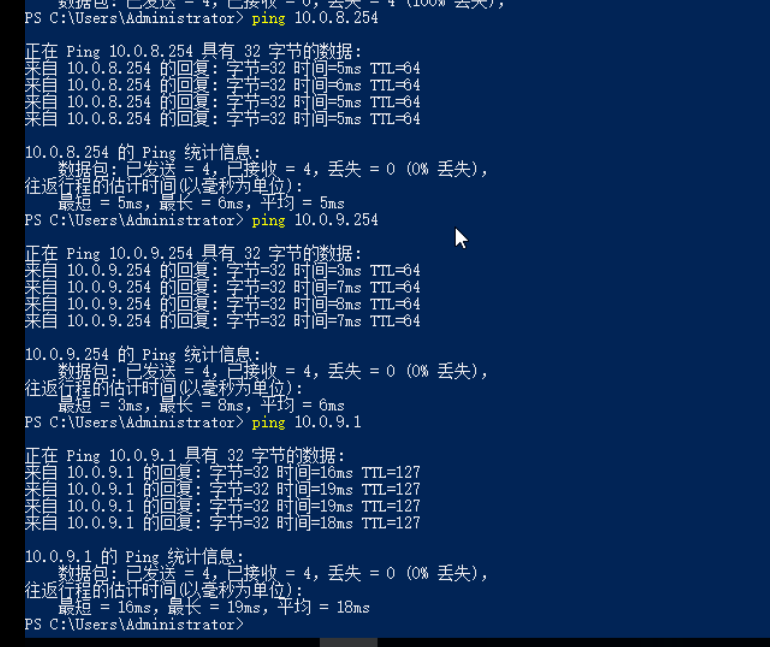 数据包: 已发送 = 4，已接收 = 0，丢失 = 4 (100% 丢失)，
PS C:\Users\Administrator> ping 10.0.8.254
正在 Ping 10.0.8.254 具有 32 字节的数据:
来自 10.0.8.254 的回复: 字节=32 时间=5ms TTL=64
来自 10.0.8.254 的回复: 字节=32 时间=6ms TTL=64
来自 10.0.8.254 的回复: 字节=32 时间=5ms TTL=64
来自 10.0.8.254 的回复: 字节=32 时间=5ms TTL=64
10.0.8.254 的 Ping 统计信息:
数据包: 已发送 = 4，已接收 = 4，丢失 = 0 (0% 丢失)，
往返行程的估计时间(以毫秒为单位):
最短 = 5ms，最长 = 6ms，平均 = 5ms
PS C:\Users\Administrator> ping 10.0.9.254
正在 Ping 10.0.9.254 具有 32 字节的数据:
来自 10.0.9.254 的回复: 字节=32 时间=3ms TTL=64
来自 10.0.9.254 的回复: 字节=32 时间=7ms TTL=64
来自 10.0.9.254 的回复: 字节=32 时间=8ms TTL=64
来自 10.0.9.254 的回复: 字节=32 时间=7ms TTL=64
10.0.9.254 的 Ping 统计信息:
数据包: 已发送 = 4，已接收 = 4，丢失 = 0 (0% 丢失)，
往返行程的估计时间(以毫秒为单位):
最短 = 3ms，最长 = 8ms，平均 = 6ms
PS C:\Users\Administrator> ping 10.0.9.1
正在 Ping 10.0.9.1 具有 32 字节的数据:
来自 10.0.9.1 的回复: 字节=32 时间=16ms TTL=127
来自 10.0.9.1 的回复: 字节=32 时间=19ms TTL=127
来自 10.0.9.1 的回复: 字节=32 时间=19ms TTL=127
来自 10.0.9.1 的回复: 字节=32 时间=18ms TTL=127
10.0.9.1 的 Ping 统计信息:
数据包: 已发送 = 4，已接收 = 4，丢失 = 0 (0% 丢失)，
往返行程的估计时间(以毫秒为单位):
最短 = 16ms，最长 = 19ms，平均 = 18ms
PS C:\Users\Administrator>